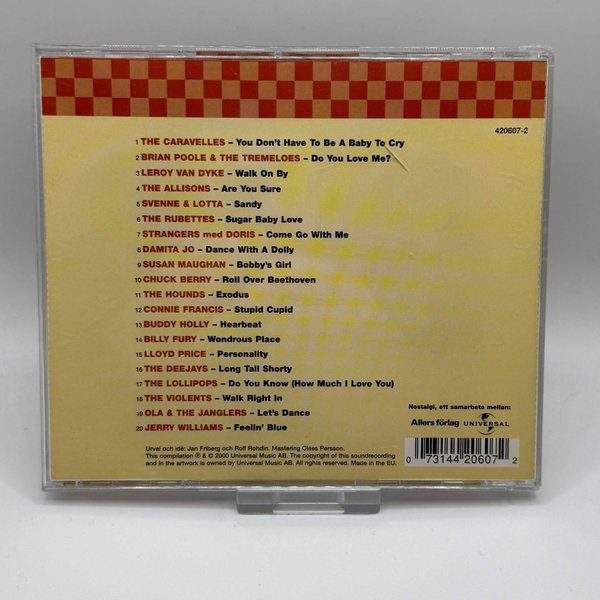 420607-2
1 THE CARAVELLES – You Don't Have To Be A Baby To Cry
2 BRIAN POOLE & THE TREMELOES – Do You Love Me?
3 LEROY VAN DYKE – Walk On By
4 THE ALLISONS – Are You Sure
5 SVENNE & LOTTA – Sandy
6 THE RUBETTES – Sugar Baby Love
7 STRANGERS med DORIS – Come Go With Me
8 DAMITA JO – Dance With A Dolly
9 SUSAN MAUGHAN – Bobby's Girl
10 CHUCK BERRY – Roll Over Beethoven
11 THE HOUNDS – Exodus
12 CONNIE FRANCIS – Stupid Cupid
13 BUDDY HOLLY – Hearbeat
14 BILLY FURY – Wondrous Place
15 LLOYD PRICE – Personality
16 THE DEEJAYS – Long Tall Shorty
17 THE LOLLIPOPS – Do You Know (How Much I Love You)
18 THE VIOLENTS – Walk Right In
19 OLA & THE JANGLERS – Let's Dance
20 JERRY WILLIAMS – Feelin' Blue
Urval och idé: Jan Friberg och Rolf Rohdin. Mastering Claes Persson.
This compilation ℗ & © 2000 Universal Music AB. The copyright of this soundrecording
and in the artwork is owned by Universal Music AB. All rights reserved. Made in the EU.
Nostalgi, ett samarbete mellan:
Allers förlag UNIVERSAL
0 73144 20607 2